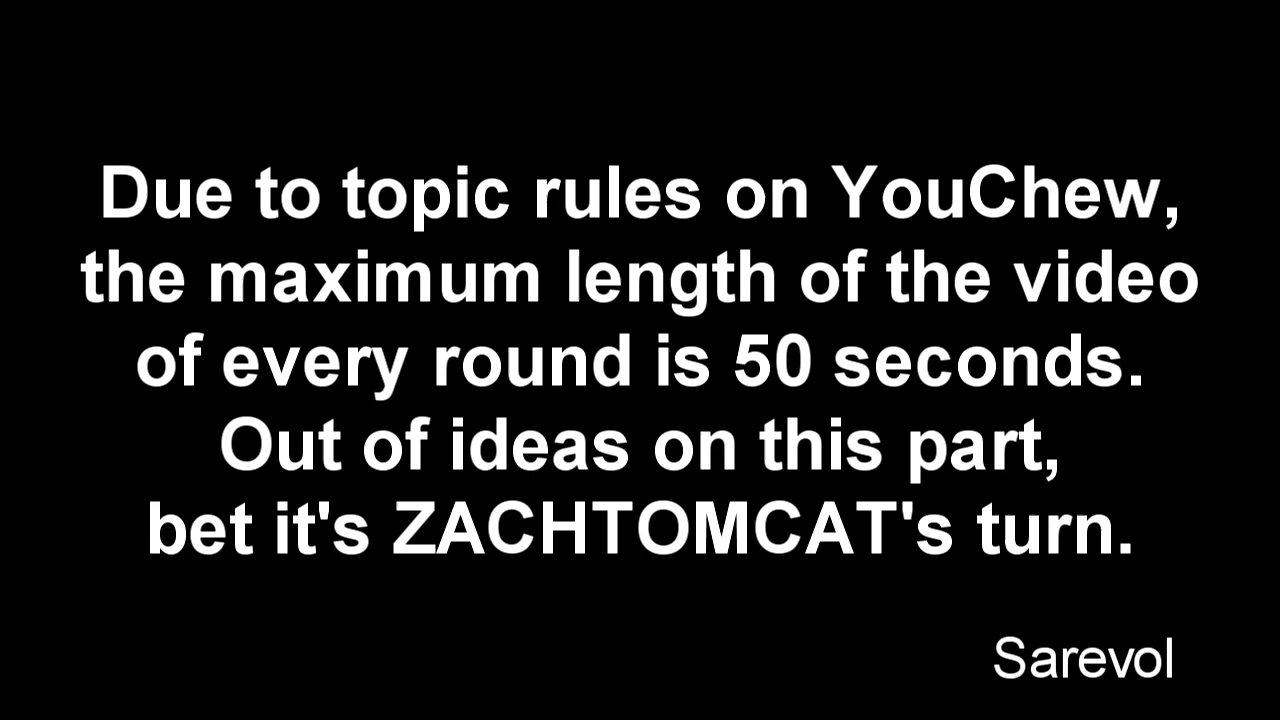 Due to topic rules on YouChew,
the maximum length of the video
of every round is 50 seconds.
Out of ideas on this part,
bet it's ZACHTOMCAT's turn.
Sarevol